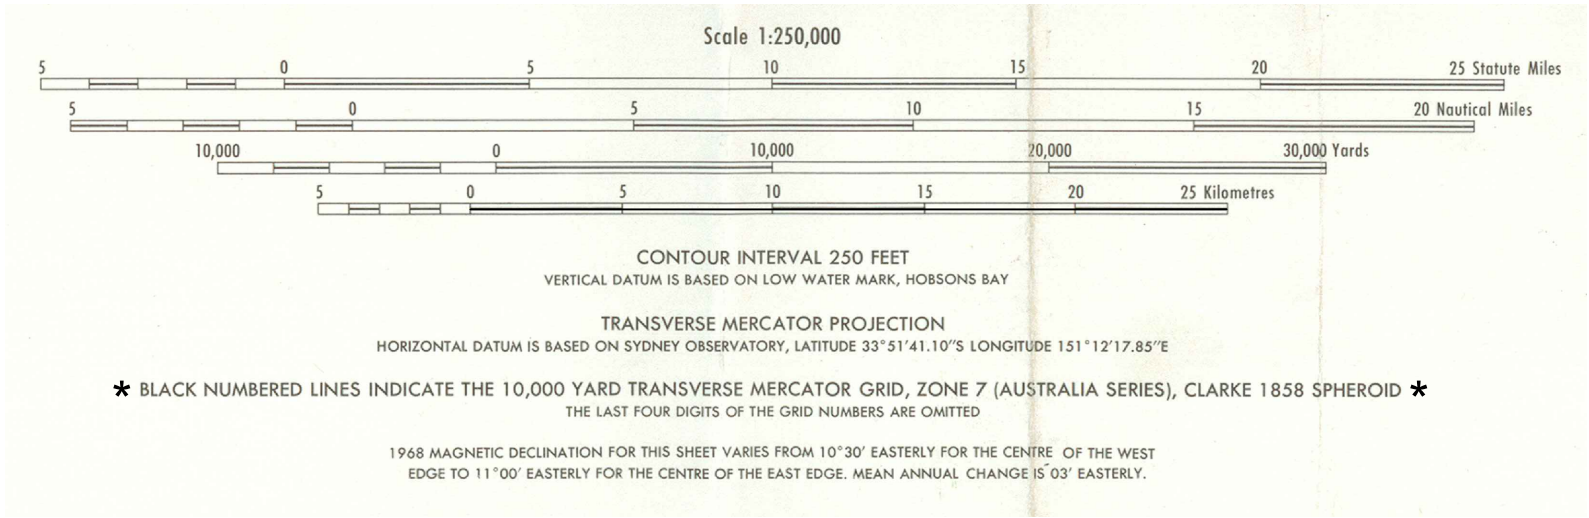 Scale 1:250,000
5 0 5 10 15 20 25 Statute Miles
5 0 5 10 15 20 Nautical Miles
10,000 0 10,000 20,000 30,000 Yards
5 0 5 10 15 20 25 Kilometres
CONTOUR INTERVAL 250 FEET
VERTICAL DATUM IS BASED ON LOW WATER MARK, HOBSONS BAY
TRANSVERSE MERCATOR PROJECTION
HORIZONTAL DATUM IS BASED ON SYDNEY OBSERVATORY, LATITUDE 33°51′41.10″S LONGITUDE 151°12′17.85″E
* BLACK NUMBERED LINES INDICATE THE 10,000 YARD TRANSVERSE MERCATOR GRID, ZONE 7 (AUSTRALIA SERIES), CLARKE 1858 SPHEROID *
THE LAST FOUR DIGITS OF THE GRID NUMBERS ARE OMITTED
1968 MAGNETIC DECLINATION FOR THIS SHEET VARIES FROM 10°30′ EASTERLY FOR THE CENTRE OF THE WEST
EDGE TO 11°00′ EASTERLY FOR THE CENTRE OF THE EAST EDGE. MEAN ANNUAL CHANGE IS 03′ EASTERLY.